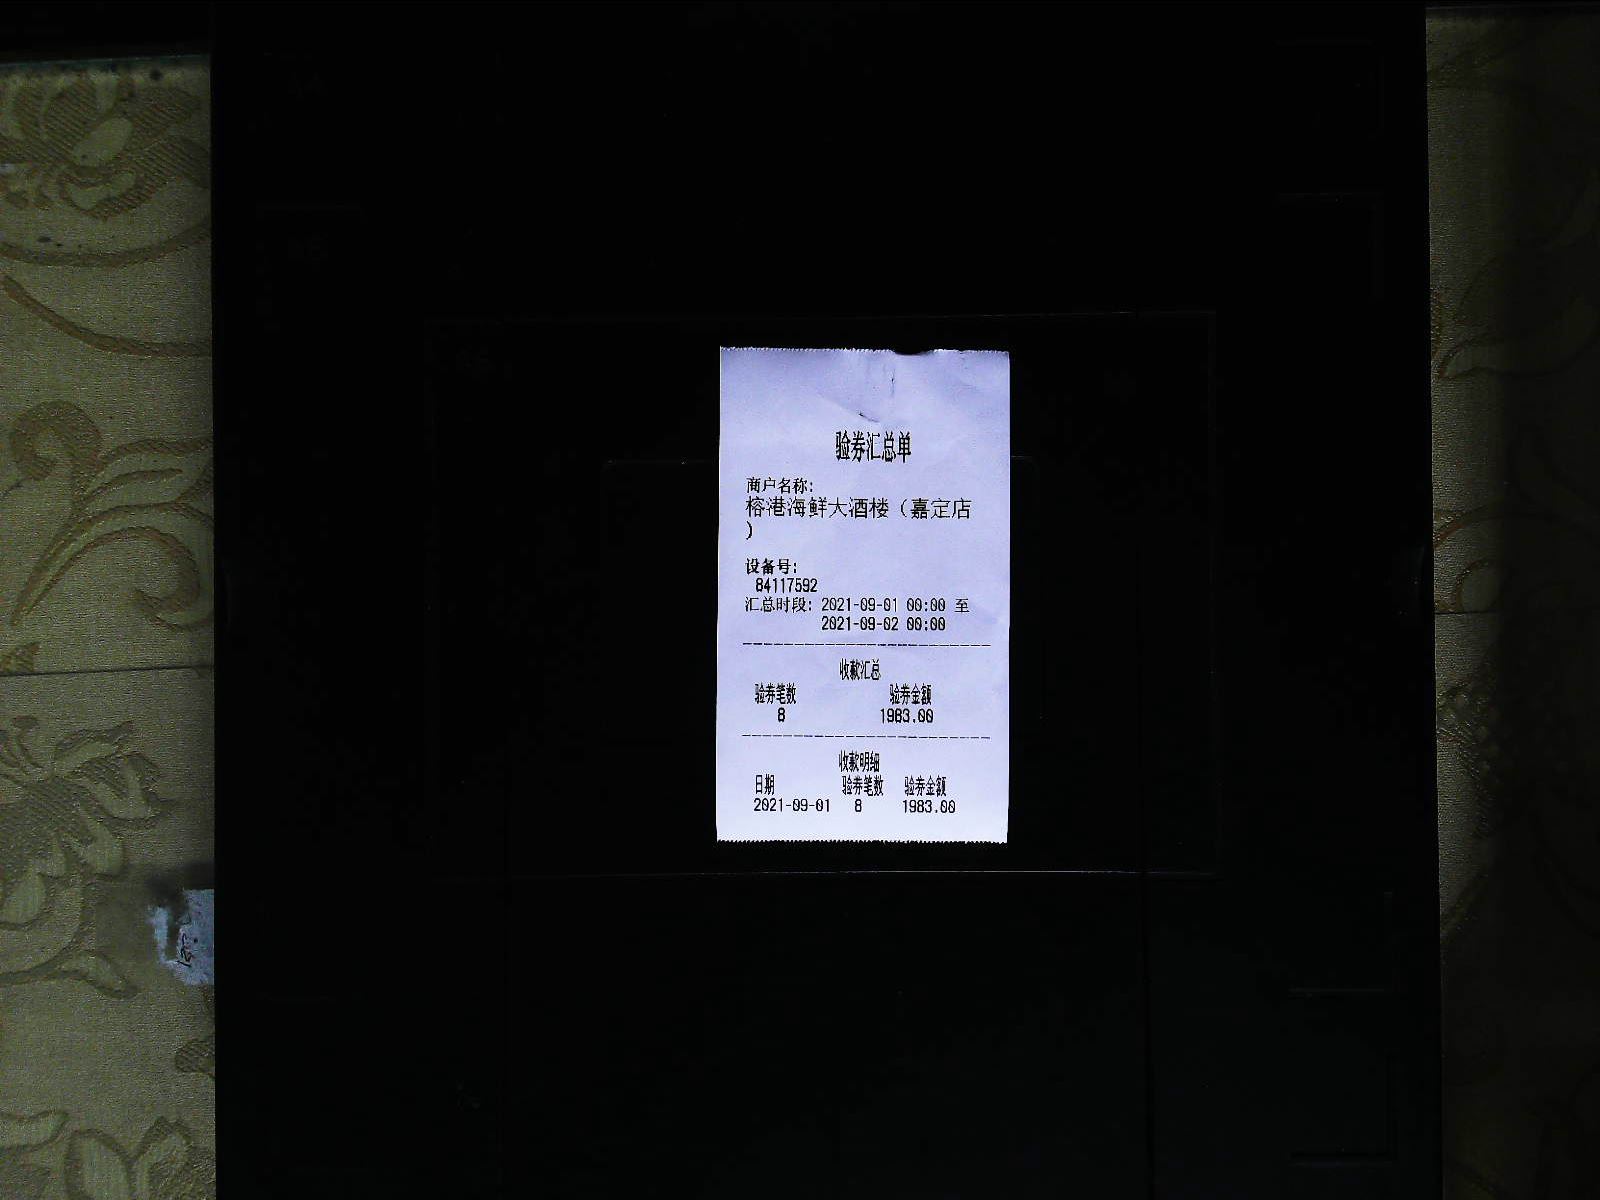 验券汇总单
商户名称:
榕港海鲜大酒楼（嘉定店
）
设备号:
84117592
汇总时段: 2021-09-01 00:00 至
2021-09-02 00:00
收款汇总
验券笔数 验券金额
8 1983.00
收款明细
日期 验券笔数 验券金额
2021-09-01 8 1983.00